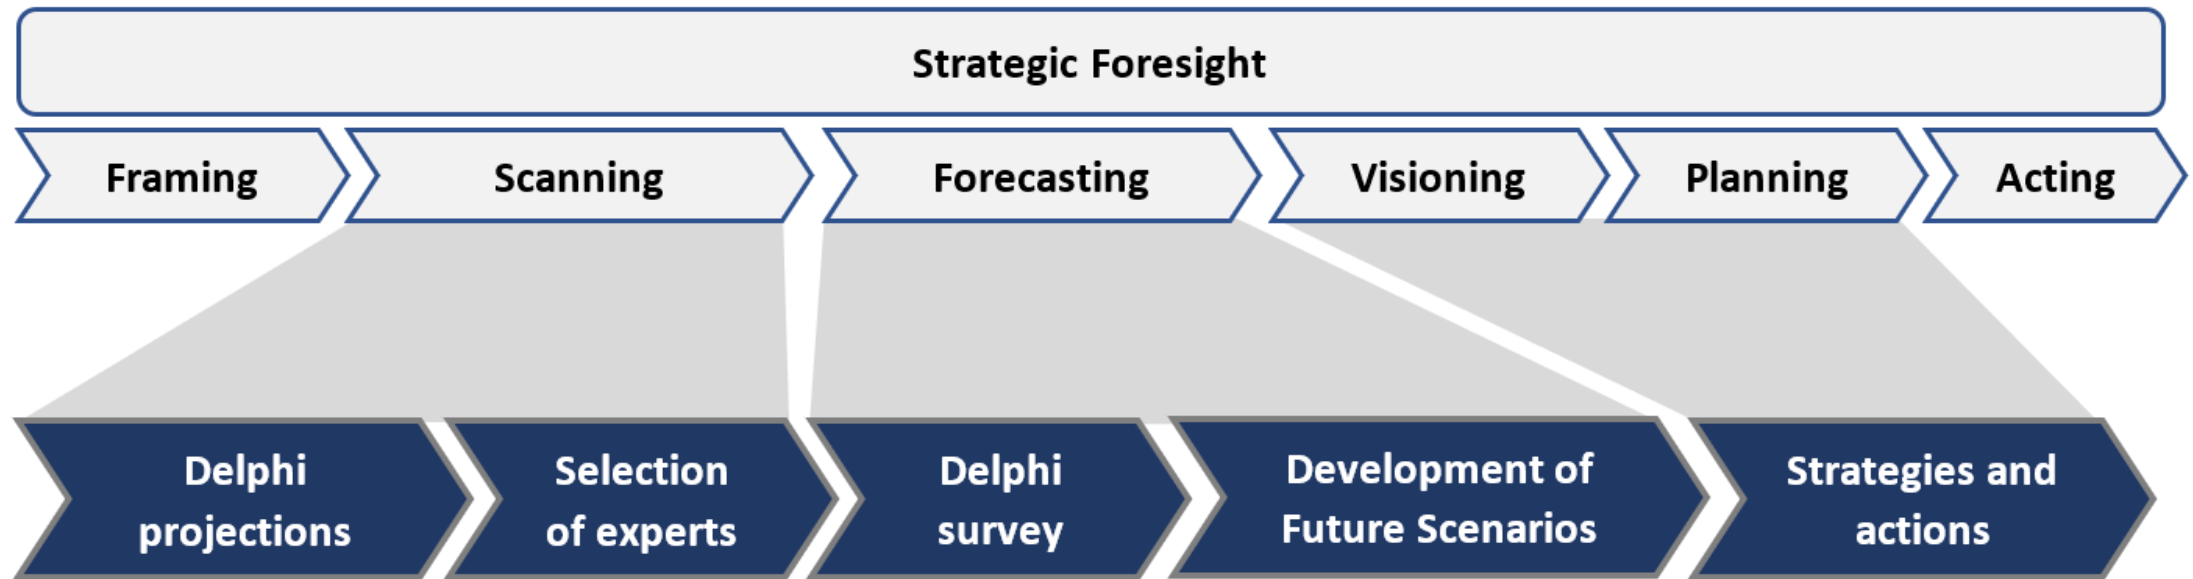 Strategic Foresight
Framing
Scanning
Forecasting
Visioning
Planning
Acting
Delphi
projections
Selection
of experts
Delphi
survey
Development of
Future Scenarios
Strategies and
actions